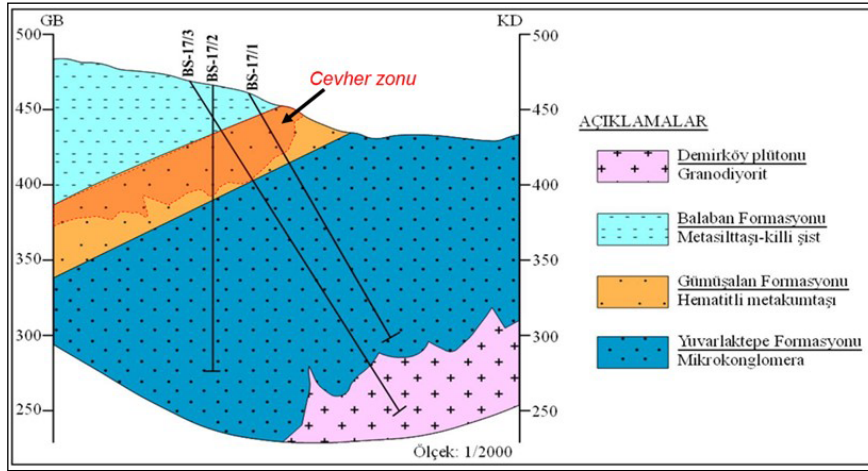 GB
KD
500
450
400
350
300
250
BS-17/3
BS-17/2
BS-17/1
Cevher zonu
500
450
400
350
300
250
Ölçek: 1/2000
AÇIKLAMALAR
Demirköy plütonu
Granodiyorit
Balaban Formasyonu
Metasilttaşı-killi şist
Gümüşalan Formasyonu
Hematitli metakumtaşı
Yuvarlaktepe Formasyonu
Mikrokonglomera